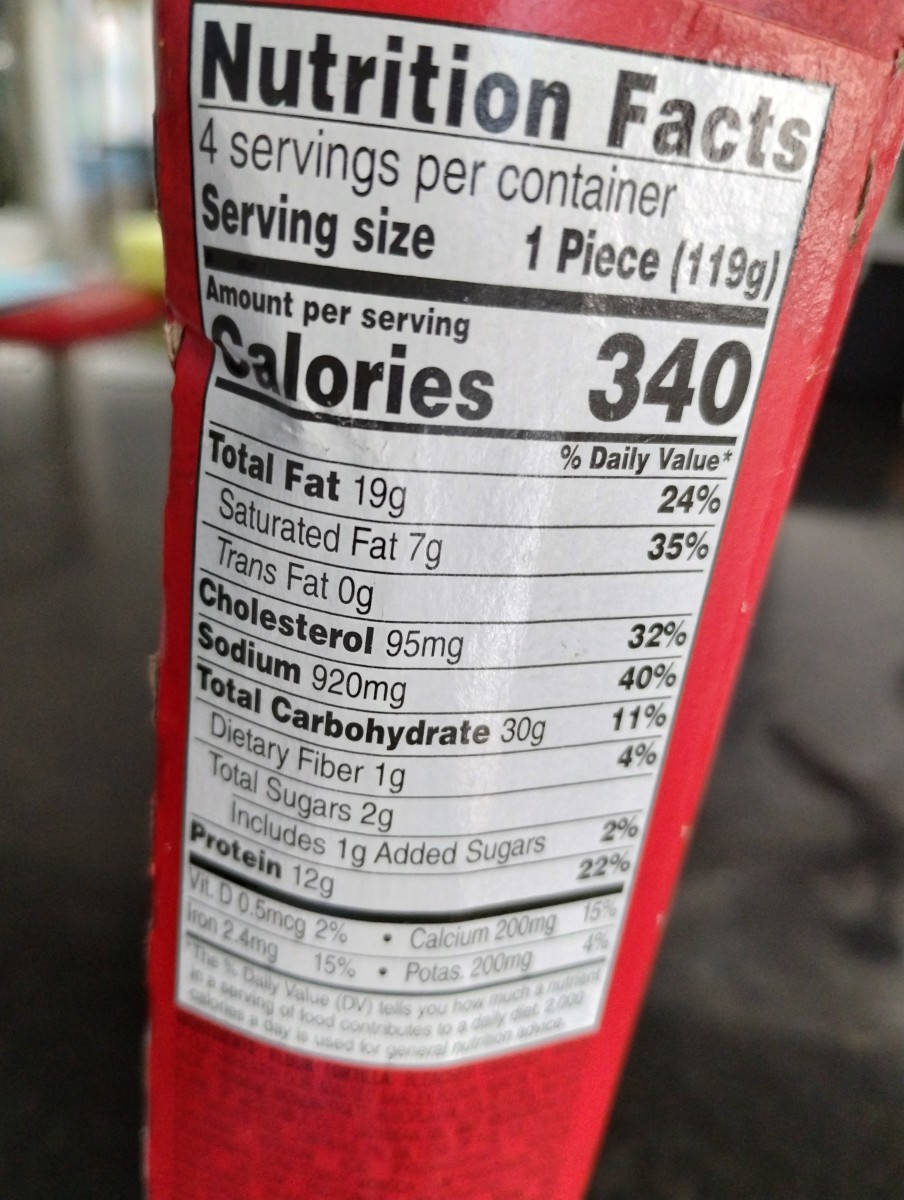 Nutrition Facts
4 servings per container
Serving size 1 Piece (119g)
Amount per serving
Calories 340
% Daily Value*
Total Fat 19g 24%
Saturated Fat 7g 35%
Trans Fat 0g
Cholesterol 95mg 32%
Sodium 920mg 40%
Total Carbohydrate 30g 11%
Dietary Fiber 1g 4%
Total Sugars 2g
Includes 1g Added Sugars 2%
Protein 12g 22%
Vit. D 0.5mcg 2% • Calcium 200mg 15%
Iron 2.4mg 15% • Potas. 200mg 4%
*The % Daily Value (DV) tells you how much a nutrient
in a serving of food contributes to a daily diet. 2,000
calories a day is used for general nutrition advice.